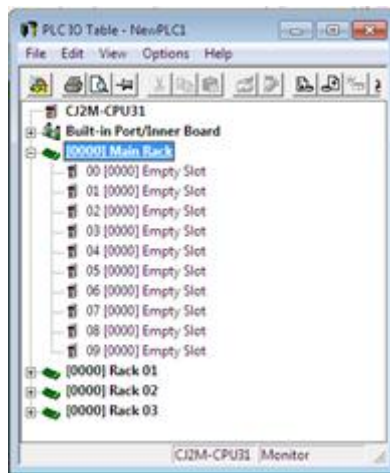 PLC IO Table - NewPLC1
File Edit View Options Help
CJ2M-CPU31
Built-in Port/Inner Board
[0000] Main Rack
00 [0000] Empty Slot
01 [0000] Empty Slot
02 [0000] Empty Slot
03 [0000] Empty Slot
04 [0000] Empty Slot
05 [0000] Empty Slot
06 [0000] Empty Slot
07 [0000] Empty Slot
08 [0000] Empty Slot
09 [0000] Empty Slot
[0000] Rack 01
[0000] Rack 02
[0000] Rack 03
CJ2M-CPU31 Monitor